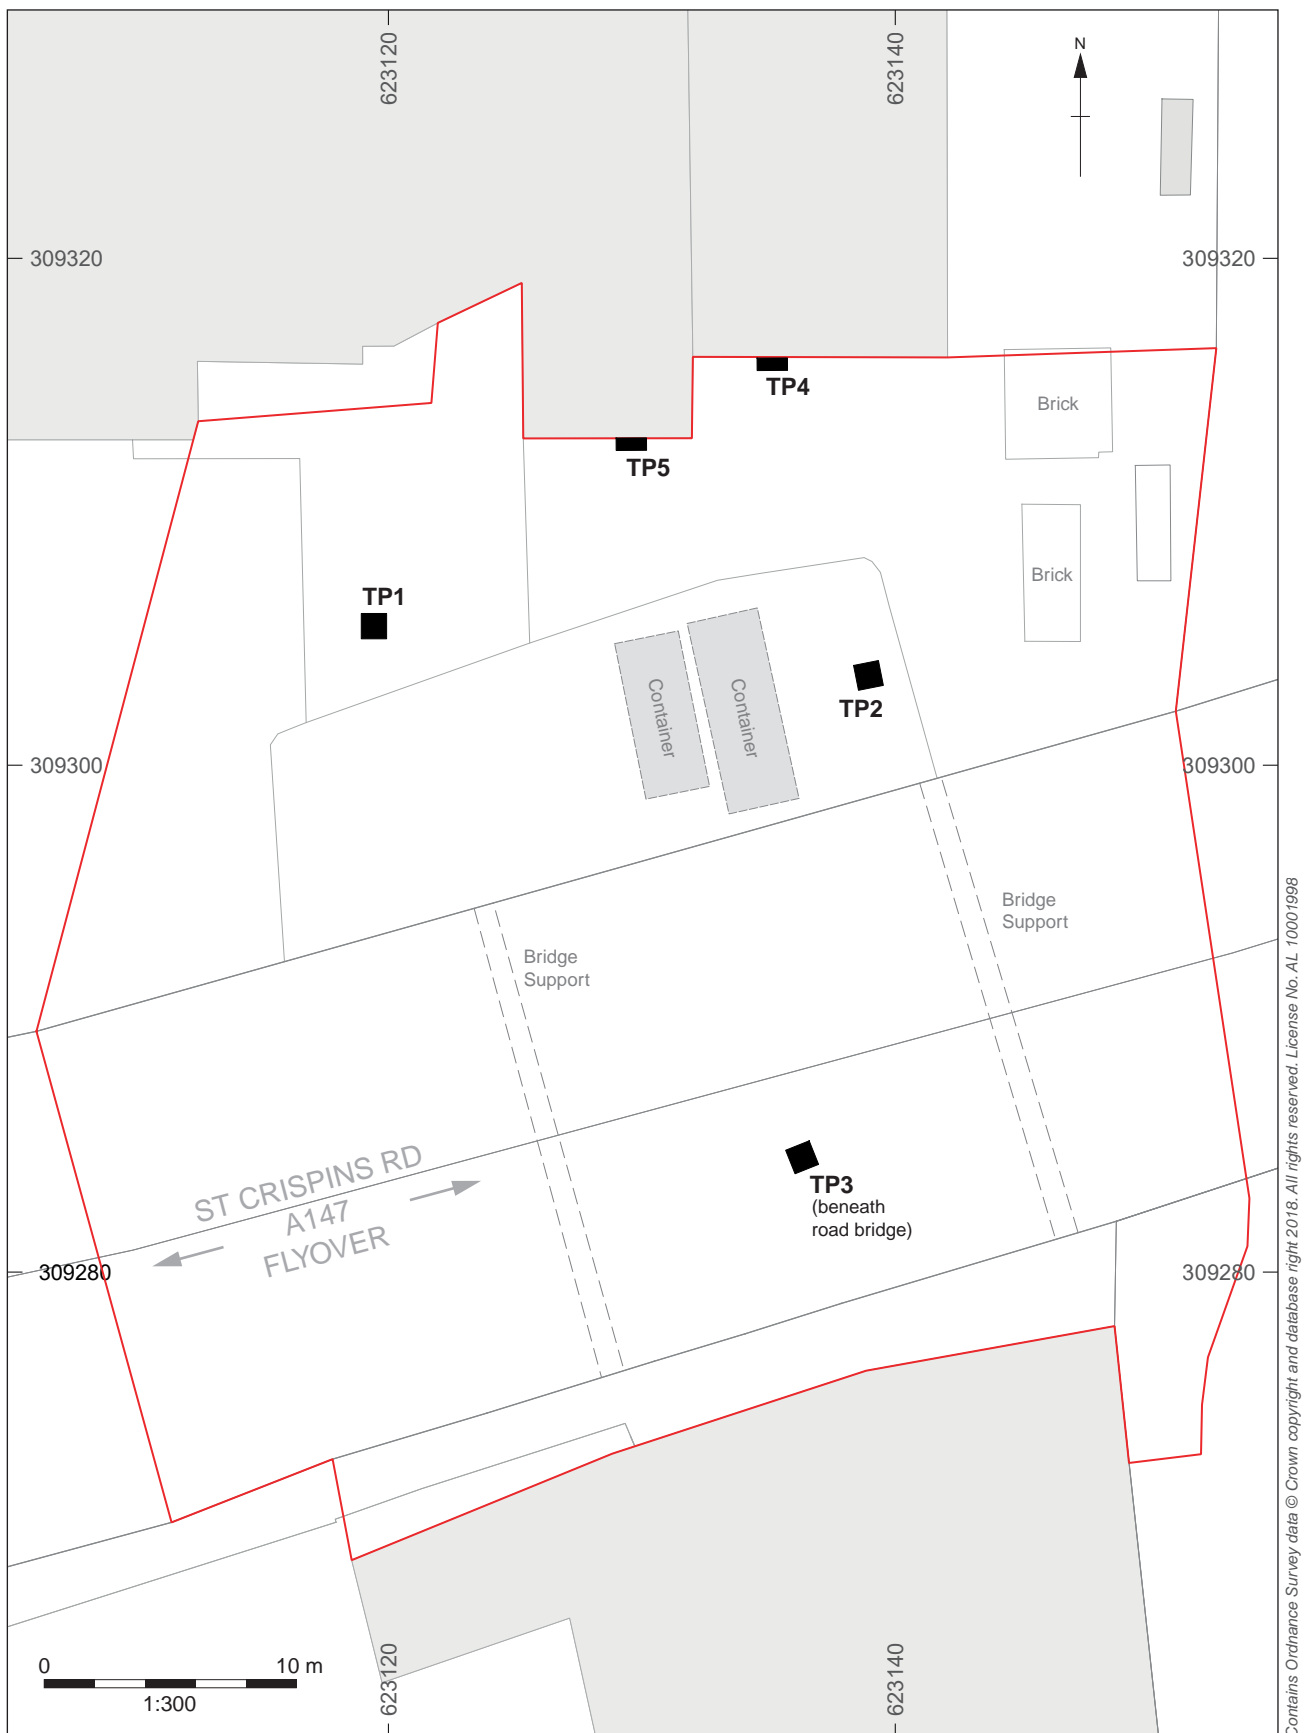 623120
623140
N
309320
309320
TP4
Brick
TP5
Brick
TP1
Container
Container
TP2
309300
309300
Bridge
Support
Bridge
Support
ST CRISPINS RD
A147
FLYOVER
TP3
(beneath
road bridge)
309280
309280
623120
623140
0 10 m
1:300
Contains Ordnance Survey data © Crown copyright and database right 2018. All rights reserved. License No. AL 10001998